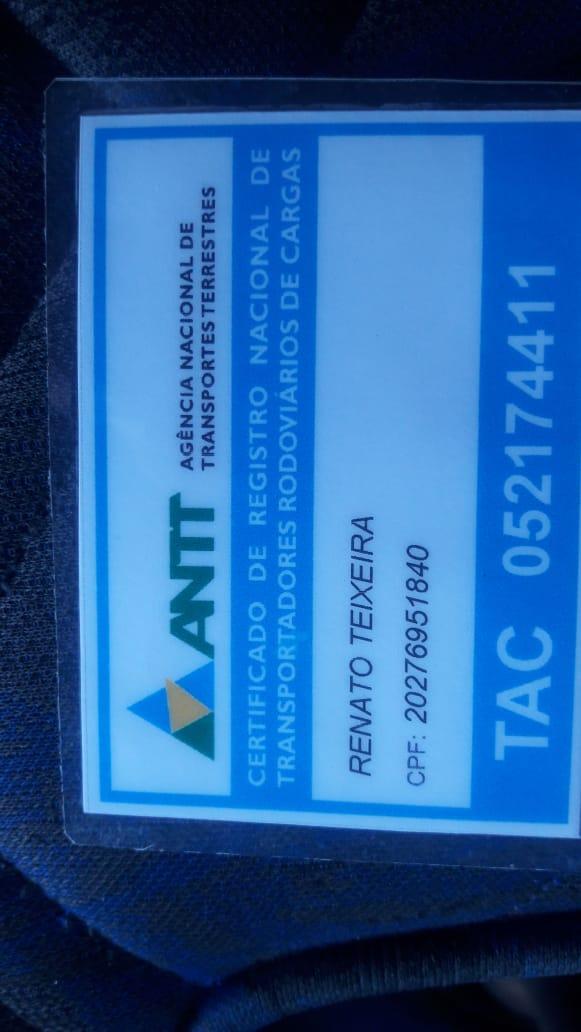 ANTT
AGÊNCIA NACIONAL DE
TRANSPORTES TERRESTRES
CERTIFICADO DE REGISTRO NACIONAL DE
TRANSPORTADORES RODOVIÁRIOS DE CARGAS
RENATO TEIXEIRA
CPF: 20276951840
TAC 052174411